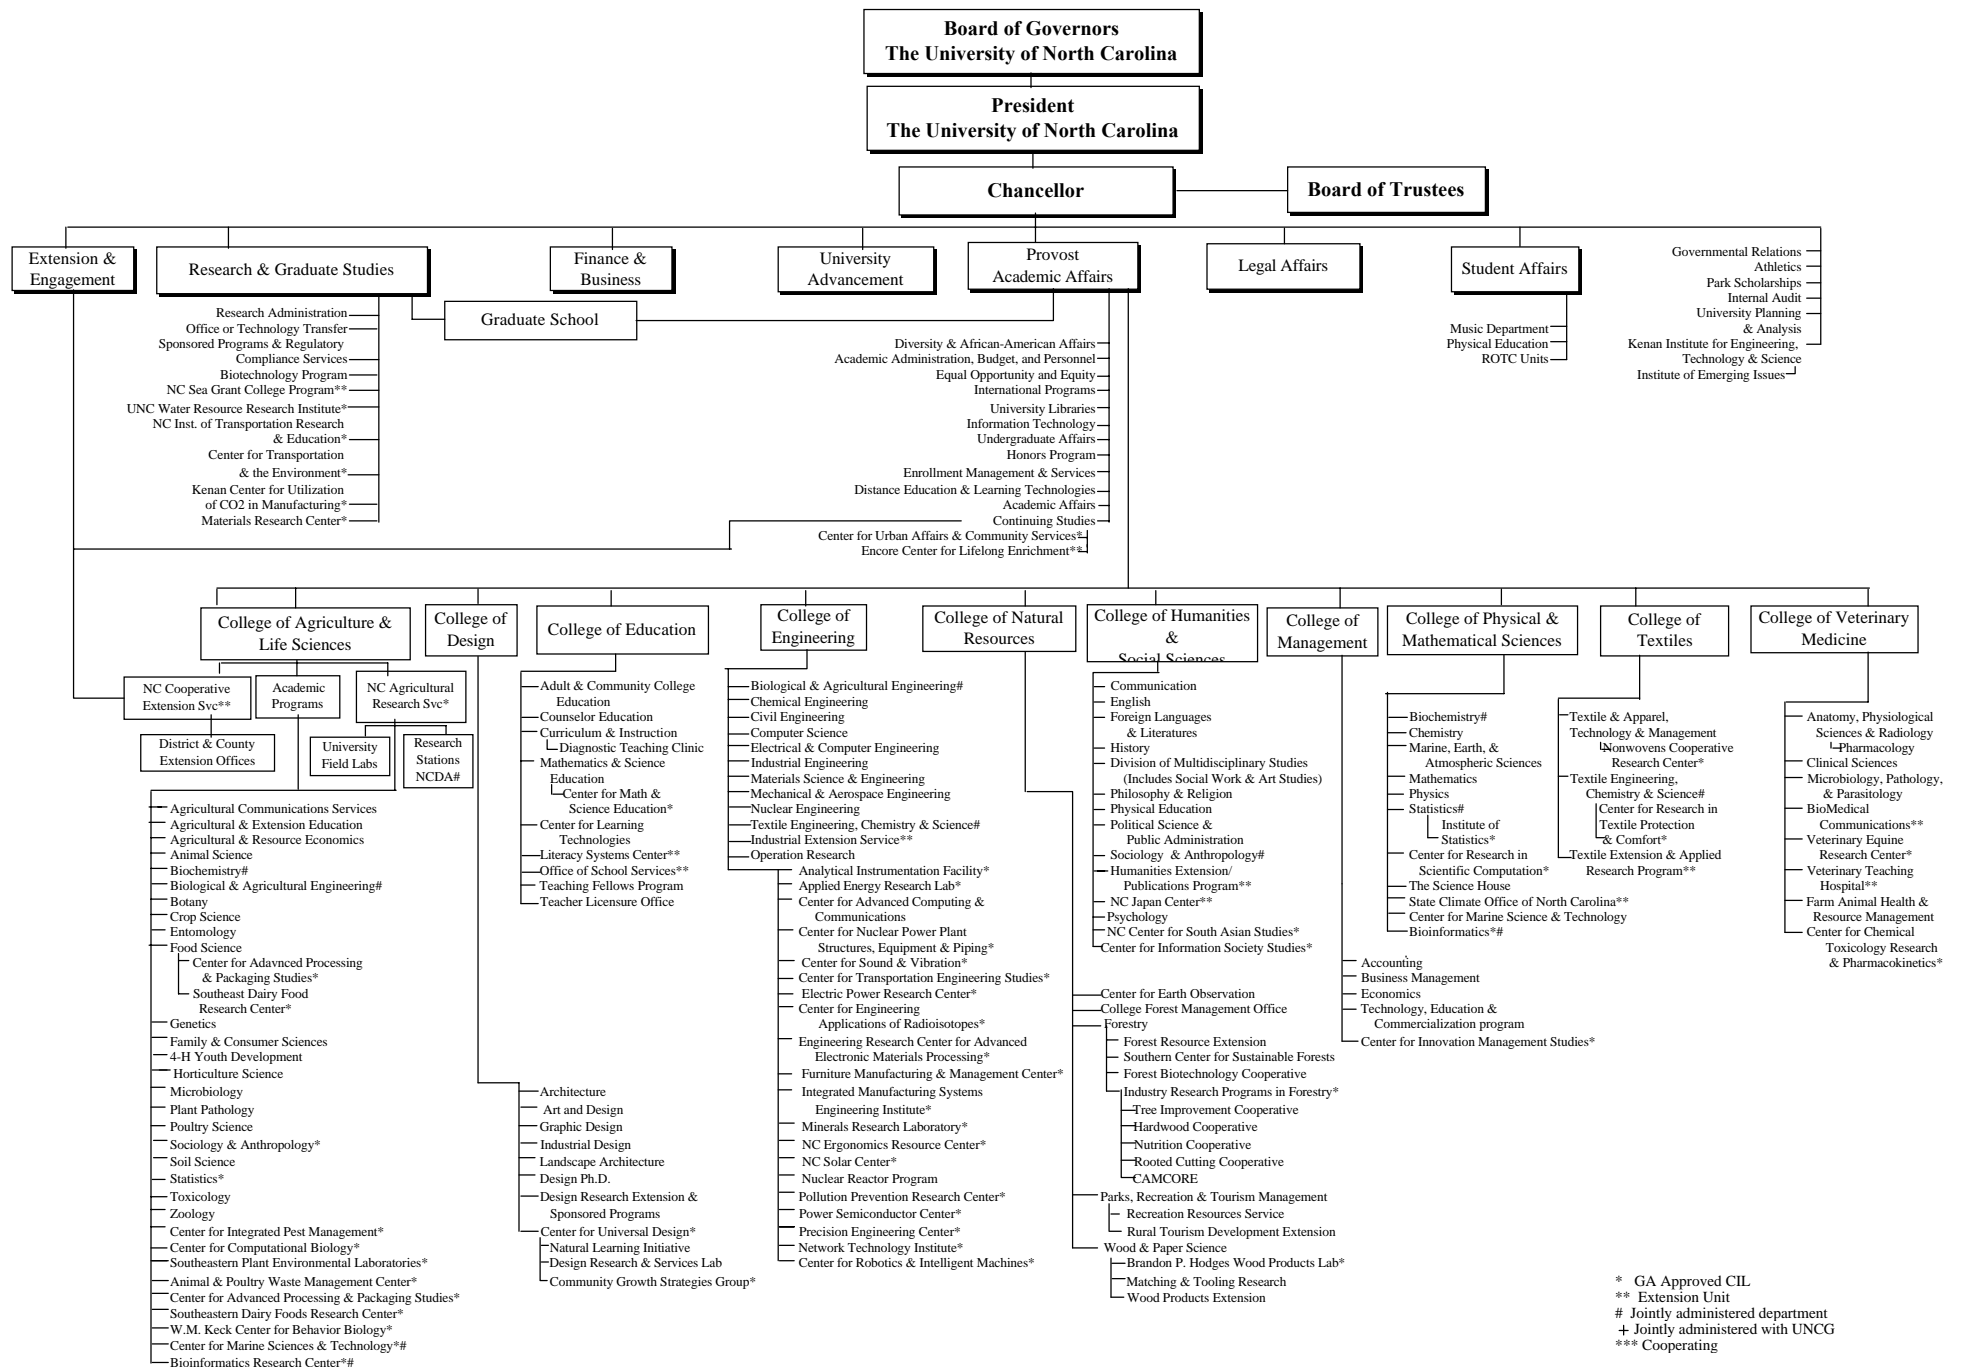 Board of Governors
The University of North Carolina
President
The University of North Carolina
Chancellor
Board of Trustees
Extension &
Engagement
Research & Graduate Studies
Finance &
Business
University
Advancement
Provost
Academic Affairs
Legal Affairs
Student Affairs
Governmental Relations
Athletics
Park Scholarships
Internal Audit
University Planning
& Analysis
Kenan Institute for Engineering,
Technology & Science
Institute of Emerging Issues
Graduate School
Research Administration
Office or Technology Transfer
Sponsored Programs & Regulatory
Compliance Services
Biotechnology Program
NC Sea Grant College Program**
UNC Water Resource Research Institute*
NC Inst. of Transportation Research
& Education*
Center for Transportation
& the Environment*
Kenan Center for Utilization
of CO2 in Manufacturing*
Materials Research Center*
Diversity & African-American Affairs
Academic Administration, Budget, and Personnel
Equal Opportunity and Equity
International Programs
University Libraries
Information Technology
Undergraduate Affairs
Honors Program
Enrollment Management & Services
Distance Education & Learning Technologies
Academic Affairs
Continuing Studies
Center for Urban Affairs & Community Services*
Encore Center for Lifelong Enrichment**
Music Department
Physical Education
ROTC Units
College of Agriculture &
Life Sciences
College of
Design
College of Education
College of
Engineering
College of Natural
Resources
College of Humanities
&
Social Sciences
College of
Management
College of Physical &
Mathematical Sciences
College of
Textiles
College of Veterinary
Medicine
NC Cooperative
Extension Svc**
Academic
Programs
NC Agricultural
Research Svc*
District & County
Extension Offices
University
Field Labs
Research
Stations
NCDA#
Agricultural Communications Services
Agricultural & Extension Education
Agricultural & Resource Economics
Animal Science
Biochemistry#
Biological & Agricultural Engineering#
Botany
Crop Science
Entomology
Food Science
Center for Adavnced Processing
& Packaging Studies*
Southeast Dairy Food
Research Center*
Genetics
Family & Consumer Sciences
4-H Youth Development
Horticulture Science
Microbiology
Plant Pathology
Poultry Science
Sociology & Anthropology*
Soil Science
Statistics*
Toxicology
Zoology
Center for Integrated Pest Management*
Center for Computational Biology*
Southeastern Plant Environmental Laboratories*
Animal & Poultry Waste Management Center*
Center for Advanced Processing & Packaging Studies*
Southeastern Dairy Foods Research Center*
W.M. Keck Center for Behavior Biology*
Center for Marine Sciences & Technology*#
Bioinformatics Research Center*#
Architecture
Art and Design
Graphic Design
Industrial Design
Landscape Architecture
Design Ph.D.
Design Research Extension &
Sponsored Programs
Center for Universal Design*
Natural Learning Initiative
Design Research & Services Lab
Community Growth Strategies Group*
Adult & Community College
Education
Counselor Education
Curriculum & Instruction
Diagnostic Teaching Clinic
Mathematics & Science
Education
Center for Math &
Science Education*
Center for Learning
Technologies
Literacy Systems Center**
Office of School Services**
Teaching Fellows Program
Teacher Licensure Office
Biological & Agricultural Engineering#
Chemical Engineering
Civil Engineering
Computer Science
Electrical & Computer Engineering
Industrial Engineering
Materials Science & Engineering
Mechanical & Aerospace Engineering
Nuclear Engineering
Textile Engineering, Chemistry & Science#
Industrial Extension Service**
Operation Research
Analytical Instrumentation Facility*
Applied Energy Research Lab*
Center for Advanced Computing &
Communications
Center for Nuclear Power Plant
Structures, Equipment & Piping*
Center for Sound & Vibration*
Center for Transportation Engineering Studies*
Electric Power Research Center*
Center for Engineering
Applications of Radioisotopes*
Engineering Research Center for Advanced
Electronic Materials Processing*
Furniture Manufacturing & Management Center*
Integrated Manufacturing Systems
Engineering Institute*
Minerals Research Laboratory*
NC Ergonomics Resource Center*
NC Solar Center*
Nuclear Reactor Program
Pollution Prevention Research Center*
Power Semiconductor Center*
Precision Engineering Center*
Network Technology Institute*
Center for Robotics & Intelligent Machines*
Center for Earth Observation
College Forest Management Office
Forestry
Forest Resource Extension
Southern Center for Sustainable Forests
Forest Biotechnology Cooperative
Industry Research Programs in Forestry*
Tree Improvement Cooperative
Hardwood Cooperative
Nutrition Cooperative
Rooted Cutting Cooperative
CAMCORE
Parks, Recreation & Tourism Management
Recreation Resources Service
Rural Tourism Development Extension
Wood & Paper Science
Brandon P. Hodges Wood Products Lab*
Matching & Tooling Research
Wood Products Extension
Communication
English
Foreign Languages
& Literatures
History
Division of Multidisciplinary Studies
(Includes Social Work & Art Studies)
Philosophy & Religion
Physical Education
Political Science &
Public Administration
Sociology & Anthropology#
Humanities Extension/
Publications Program**
NC Japan Center**
Psychology
NC Center for South Asian Studies*
Center for Information Society Studies*
Accounting
Business Management
Economics
Technology, Education &
Commercialization program
Center for Innovation Management Studies*
Biochemistry#
Chemistry
Marine, Earth, &
Atmospheric Sciences
Mathematics
Physics
Statistics#
Institute of
Statistics*
Center for Research in
Scientific Computation*
The Science House
State Climate Office of North Carolina**
Center for Marine Science & Technology
Bioinformatics*#
Textile & Apparel,
Technology & Management
Nonwovens Cooperative
Research Center*
Textile Engineering,
Chemistry & Science#
Center for Research in
Textile Protection
& Comfort*
Textile Extension & Applied
Research Program**
Anatomy, Physiological
Sciences & Radiology
Pharmacology
Clinical Sciences
Microbiology, Pathology,
& Parasitology
BioMedical
Communications**
Veterinary Equine
Research Center*
Veterinary Teaching
Hospital**
Farm Animal Health &
Resource Management
Center for Chemical
Toxicology Research
& Pharmacokinetics*
* GA Approved CIL
** Extension Unit
# Jointly administered department
+ Jointly administered with UNCG
*** Cooperating